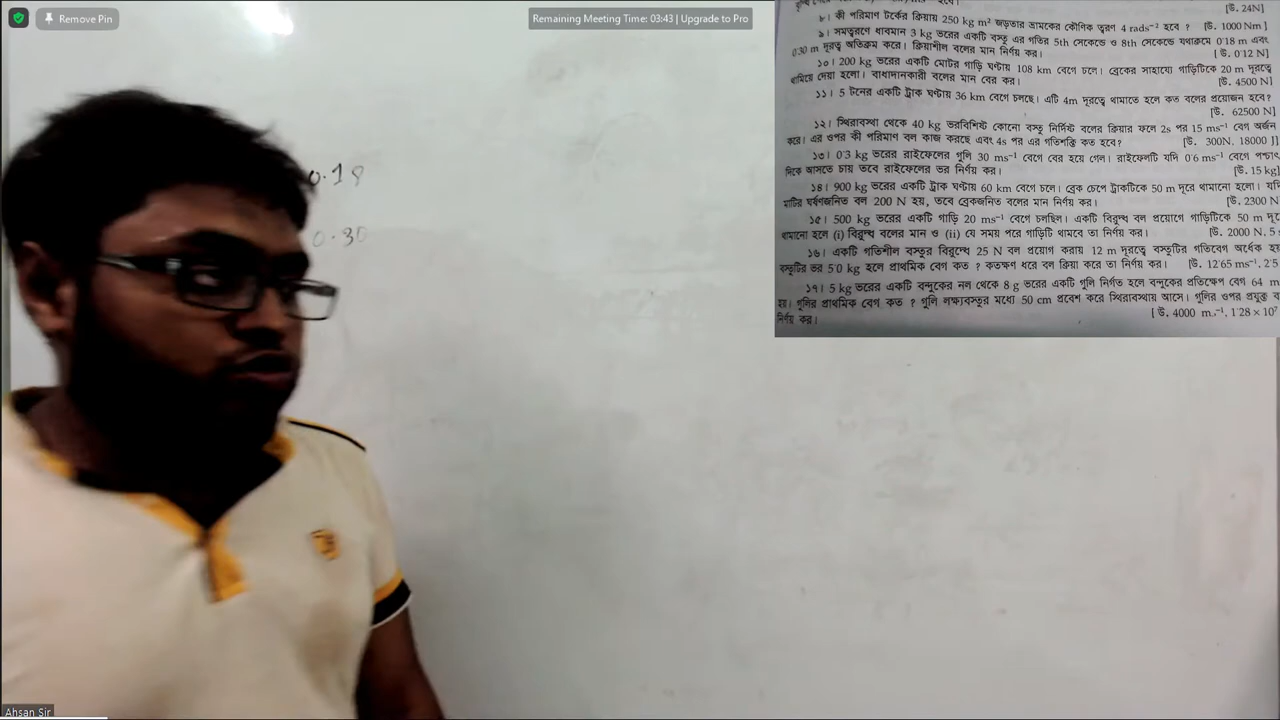 Remove Pin
Remaining Meeting Time: 03:43 | Upgrade to Pro
[উ. 24N]
৮। কী পরিমাণ টর্কের ক্রিয়ায় 250 kg m² জড়তার ভ্রামকের কৌণিক ত্বরণ 4 rads⁻² হবে ? [উ. 1000 Nm ]
৯। সমত্বরণে ধাবমান 3 kg ভরের একটি বস্তু এর গতির 5th সেকেন্ডে ও 8th সেকেন্ডে যথাক্রমে 0·18 m এবং
0·30 m দূরত্ব অতিক্রম করে। ক্রিয়াশীল বলের মান নির্ণয় কর। [ উ. 0·12 N]
১০। 200 kg ভরের একটি মোটর গাড়ি ঘণ্টায় 108 km বেগে চলে। ব্রেকের সাহায্যে গাড়িটিকে 20 m দূরত্বে
থামিয়ে দেয়া হলো। বাধাদানকারী বলের মান বের কর। [উ. 4500 N]
১১। 5 টনের একটি ট্রাক ঘণ্টায় 36 km বেগে চলছে। এটি 4m দূরত্বে থামাতে হলে কত বলের প্রয়োজন হবে?
[উ. 62500 N]
১২। স্থিরাবস্থা থেকে 40 kg ভরবিশিষ্ট কোনো বস্তু নির্দিষ্ট বলের ক্রিয়ার ফলে 2s পর 15 ms⁻¹ বেগ অর্জন
করে। এর ওপর কী পরিমাণ বল কাজ করছে এবং 4s পর এর গতিশক্তি কত হবে? [উ. 300N, 18000 J]
১৩। 0·3 kg ভরের রাইফেলের গুলি 30 ms⁻¹ বেগে বের হয়ে গেল। রাইফেলটি যদি 0·6 ms⁻¹ বেগে পশ্চাৎ
দিকে আসতে চায় তবে রাইফেলের ভর নির্ণয় কর। [উ. 15 kg]
১৪। 900 kg ভরের একটি ট্রাক ঘণ্টায় 60 km বেগে চলে। ব্রেক চেপে ট্রাকটিকে 50 m দূরে থামানো হলো। যদি
মাটির ঘর্ষণজনিত বল 200 N হয়, তবে ব্রেকজনিত বলের মান নির্ণয় কর। [উ. 2300 N
১৫। 500 kg ভরের একটি গাড়ি 20 ms⁻¹ বেগে চলছিল। একটি বিরুদ্ধ বল প্রয়োগে গাড়িটিকে 50 m দূ
থামানো হলে (i) বিরুদ্ধ বলের মান ও (ii) যে সময় পরে গাড়িটি থামবে তা নির্ণয় কর। [উ. 2000 N, 5
১৬। একটি গতিশীল বস্তুর বিরুদ্ধে 25 N বল প্রয়োগ করায় 12 m দূরত্বে বস্তুটির গতিবেগ অর্ধেক হ
বস্তুটির ভর 5·0 kg হলে প্রাথমিক বেগ কত ? কতক্ষণ ধরে বল ক্রিয়া করে তা নির্ণয় কর। [উ. 12·65 ms⁻¹, 2·5
১৭। 5 kg ভরের একটি বন্দুকের নল থেকে 8 g ভরের একটি গুলি নির্গত হলে বন্দুকের প্রতিক্ষেপ বেগ 64 m
হয়। গুলির প্রাথমিক বেগ কত ? গুলি লক্ষ্যবস্তুর মধ্যে 50 cm প্রবেশ করে স্থিরাবস্থায় আসে। গুলির ওপর প্রযুক্ত
নির্ণয় কর। [উ. 4000 m.⁻¹, 1·28 × 10⁷
0.18
0.30
Ahsan Sir